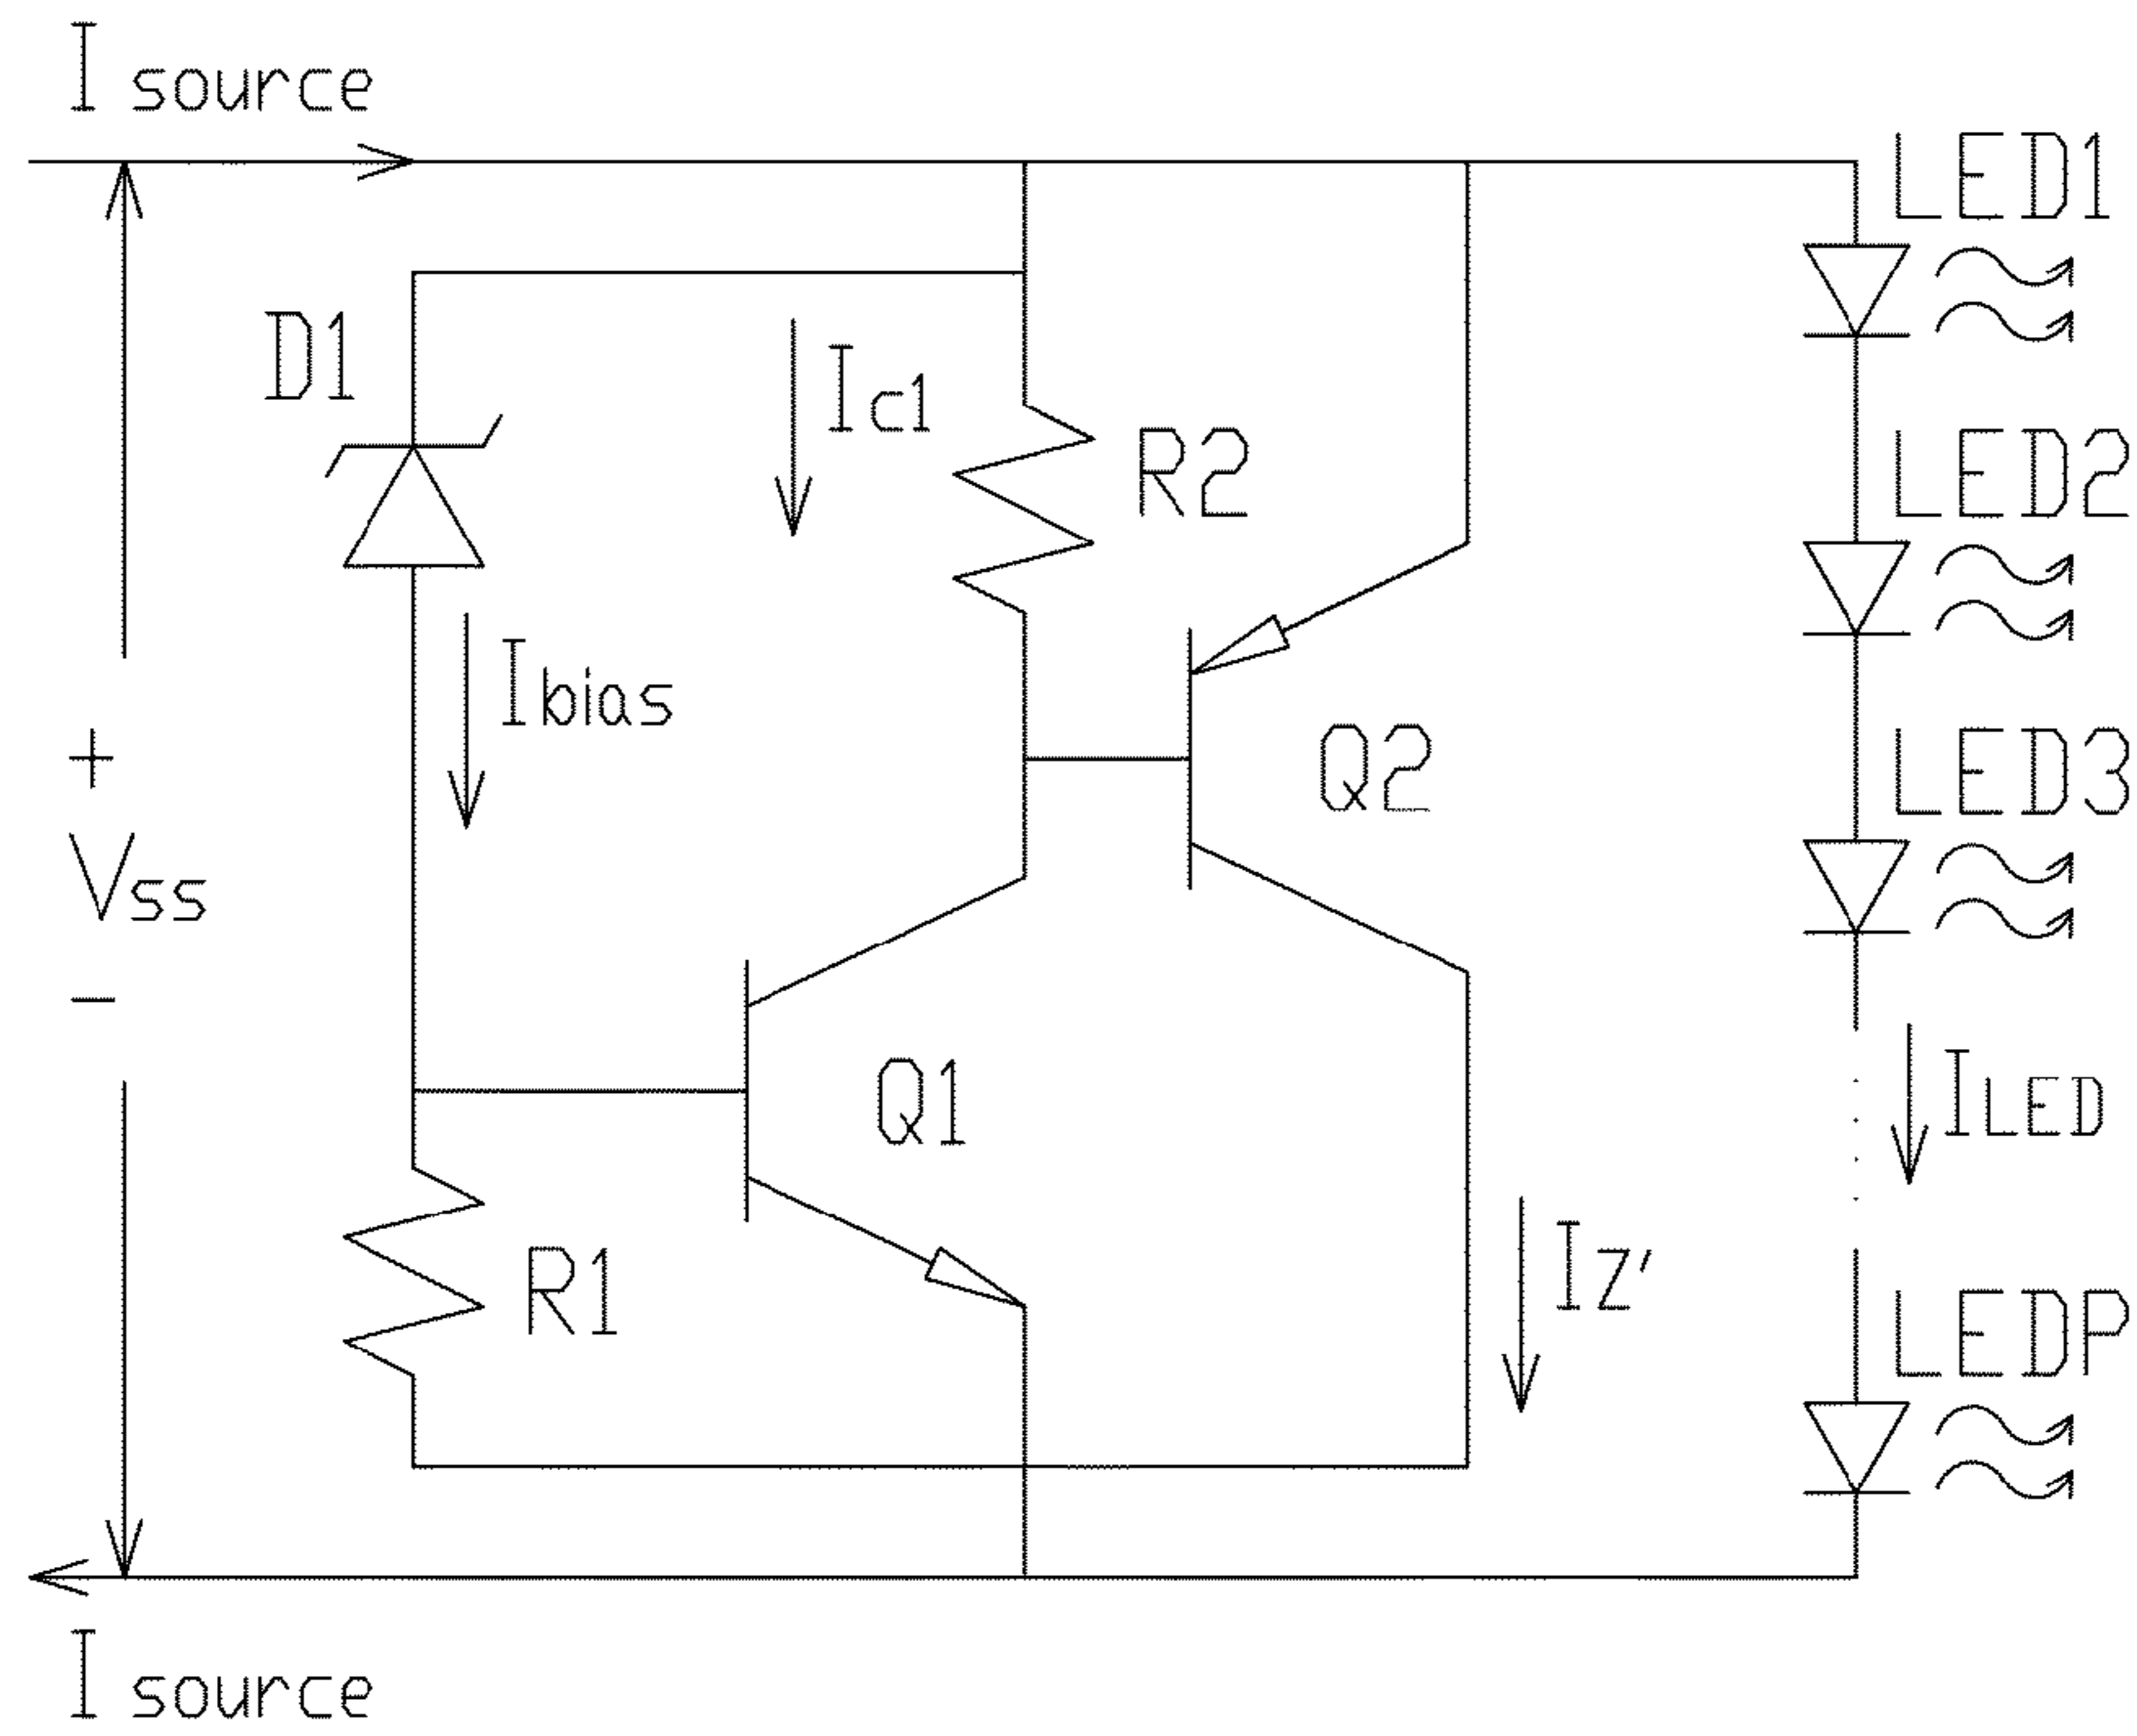 I source
LED1
D1
Ic1
R2
LED2
Ibias
+
Vss
−
Q2
LED3
Q1
ILED
R1
IZ'
LEDP
I source